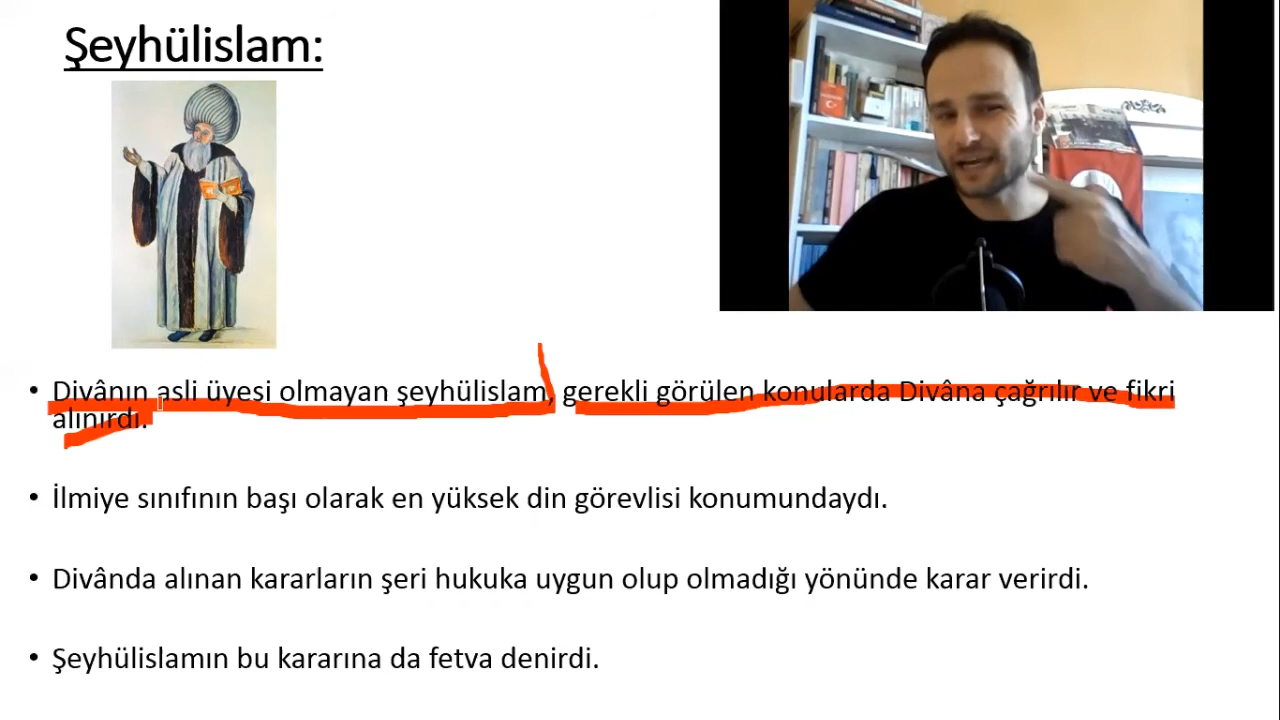 Şeyhülislam:
Divânın asli üyesi olmayan şeyhülislam, gerekli görülen konularda Divâna çağrılır ve fikri
alınırdı.
İlmiye sınıfının başı olarak en yüksek din görevlisi konumundaydı.
Divânda alınan kararların şeri hukuka uygun olup olmadığı yönünde karar verirdi.
Şeyhülislamın bu kararına da fetva denirdi.